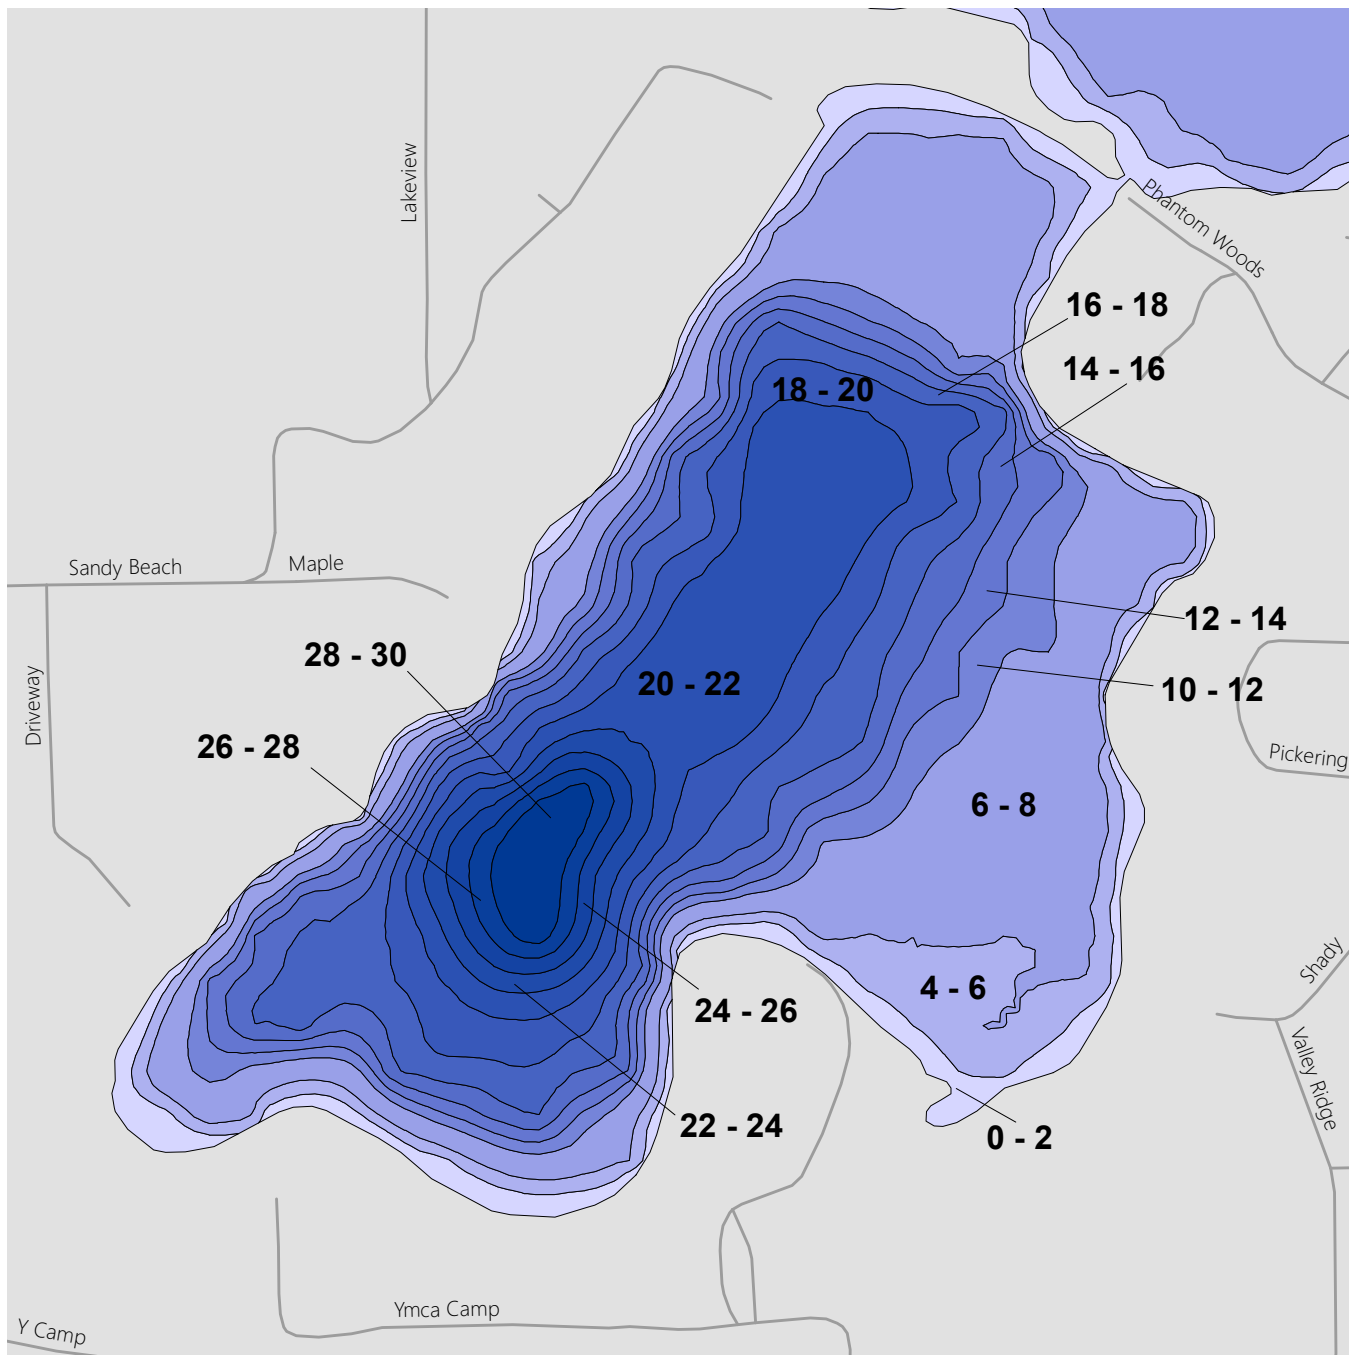 Lakeview
Phantom Woods
16 - 18
14 - 16
18 - 20
Sandy Beach
Maple
12 - 14
28 - 30
20 - 22
10 - 12
Driveway
26 - 28
Pickering
6 - 8
4 - 6
Shady
24 - 26
Valley Ridge
22 - 24
0 - 2
Ymca Camp
Y Camp